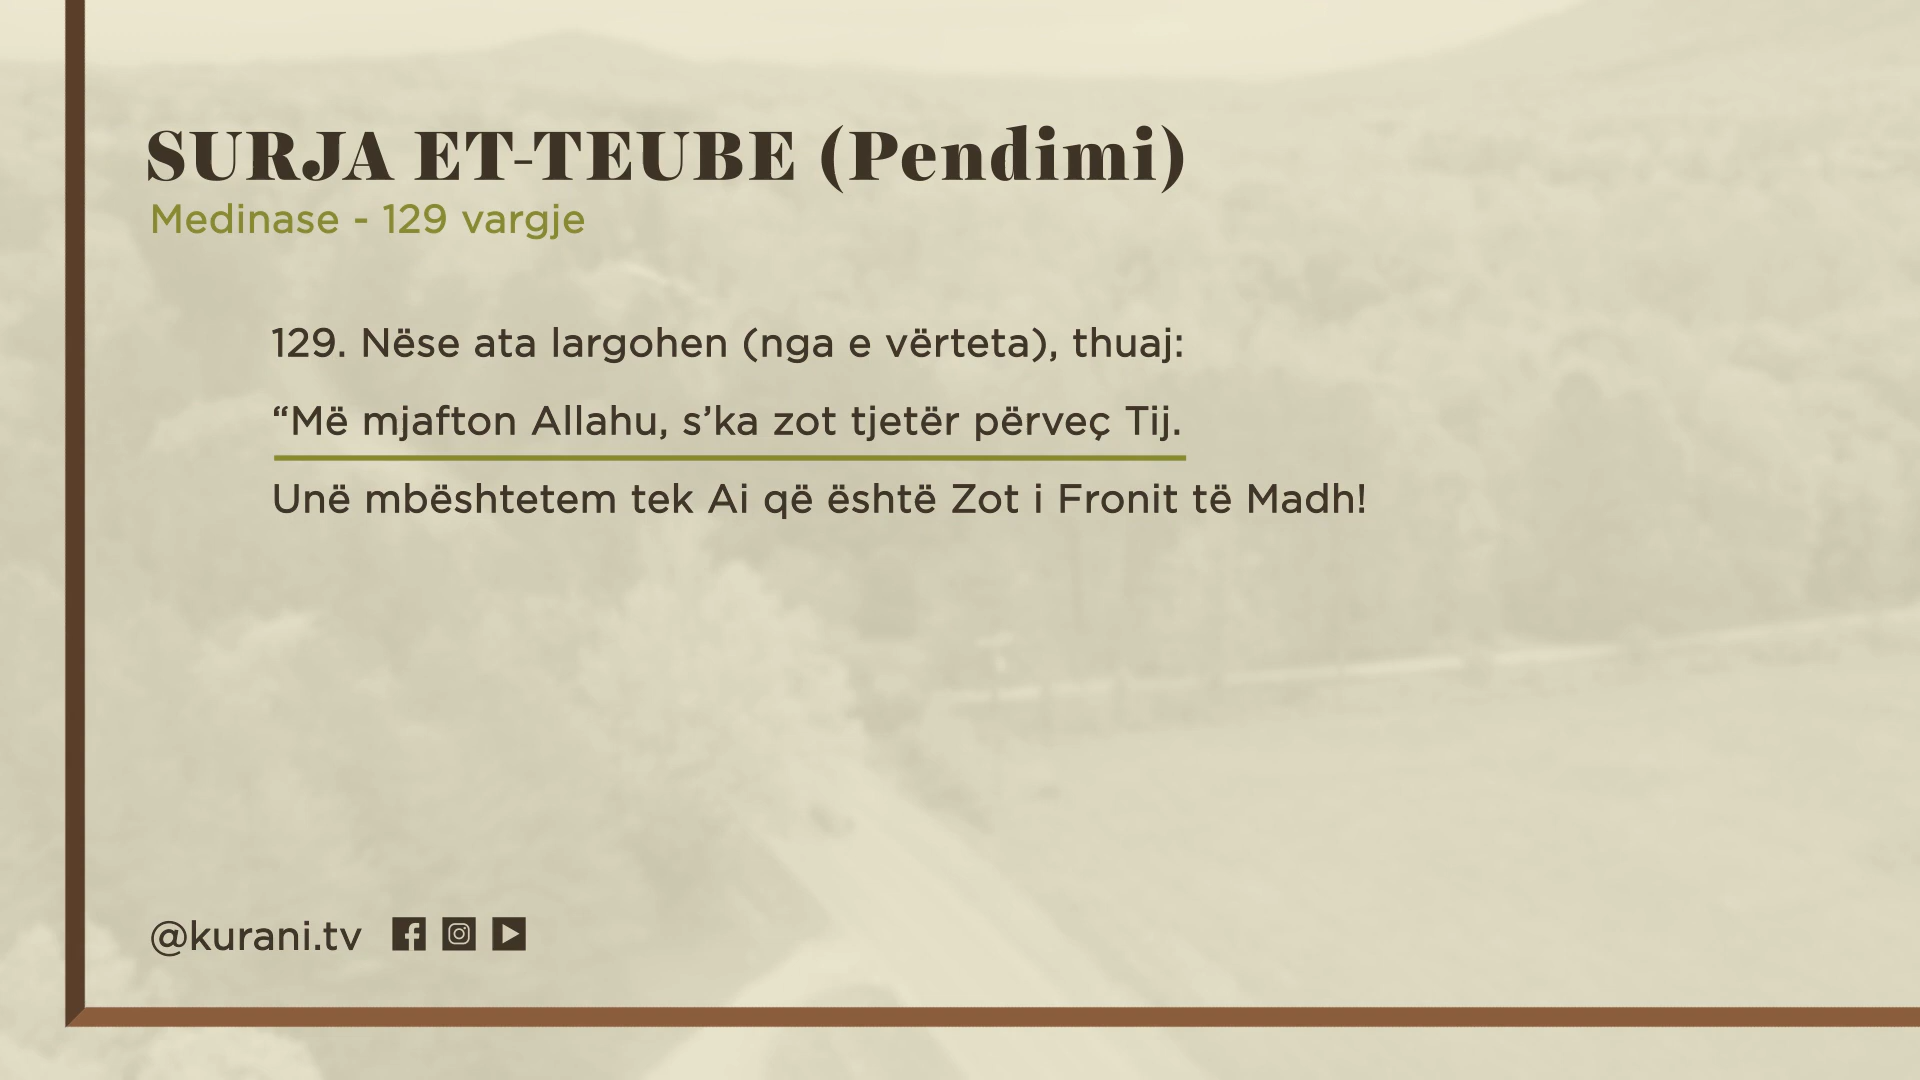 SURJA ET-TEUBE (Pendimi)
Medinase - 129 vargje
129. Nëse ata largohen (nga e vërteta), thuaj:
“Më mjafton Allahu, s’ka zot tjetër përveç Tij.
Unë mbështetem tek Ai që është Zot i Fronit të Madh!
@kurani.tv